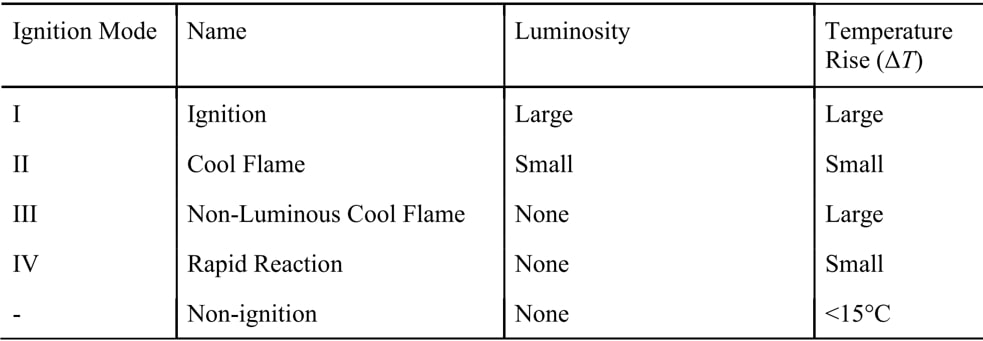 Ignition Mode Name Luminosity Temperature
Rise (ΔT)
I Ignition Large Large
II Cool Flame Small Small
III Non-Luminous Cool Flame None Large
IV Rapid Reaction None Small
- Non-ignition None <15°C